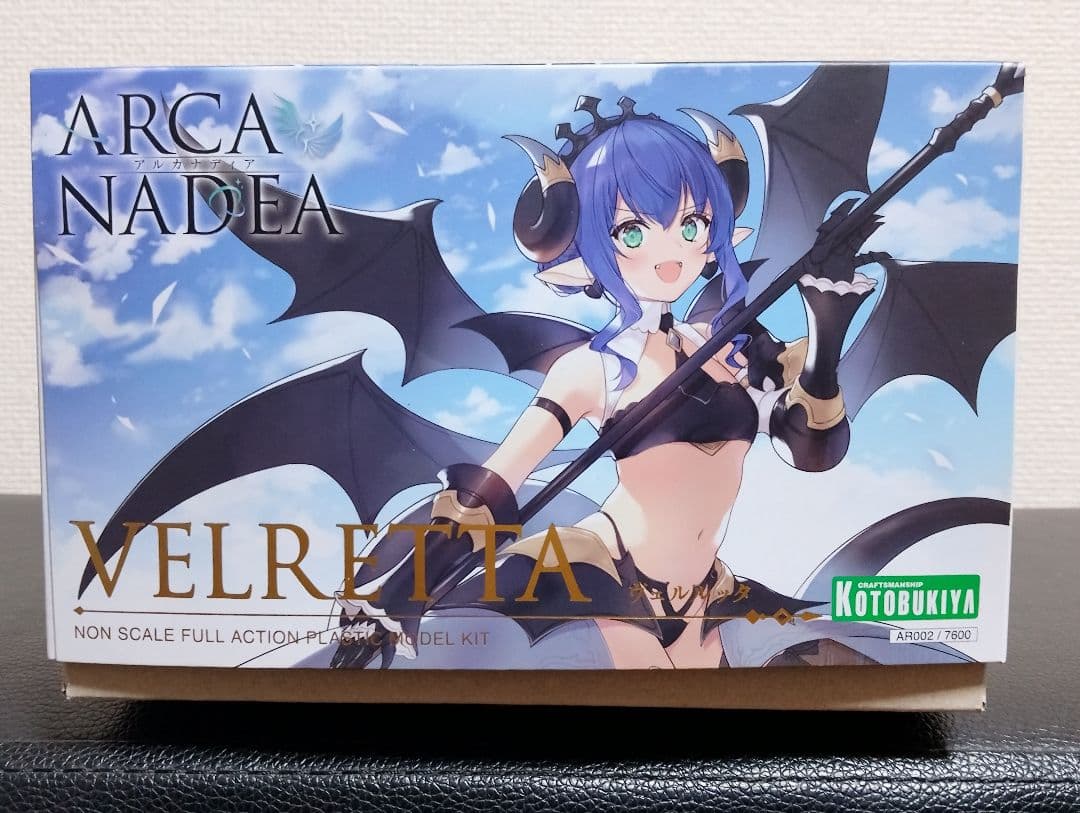 ARCA
アルカナディア
NADEA
VELRETTA
ヴェルルッタ
NON SCALE FULL ACTION PLASTIC MODEL KIT
CRAFTSMANSHIP
KOTOBUKIYA
AR002 / 7600